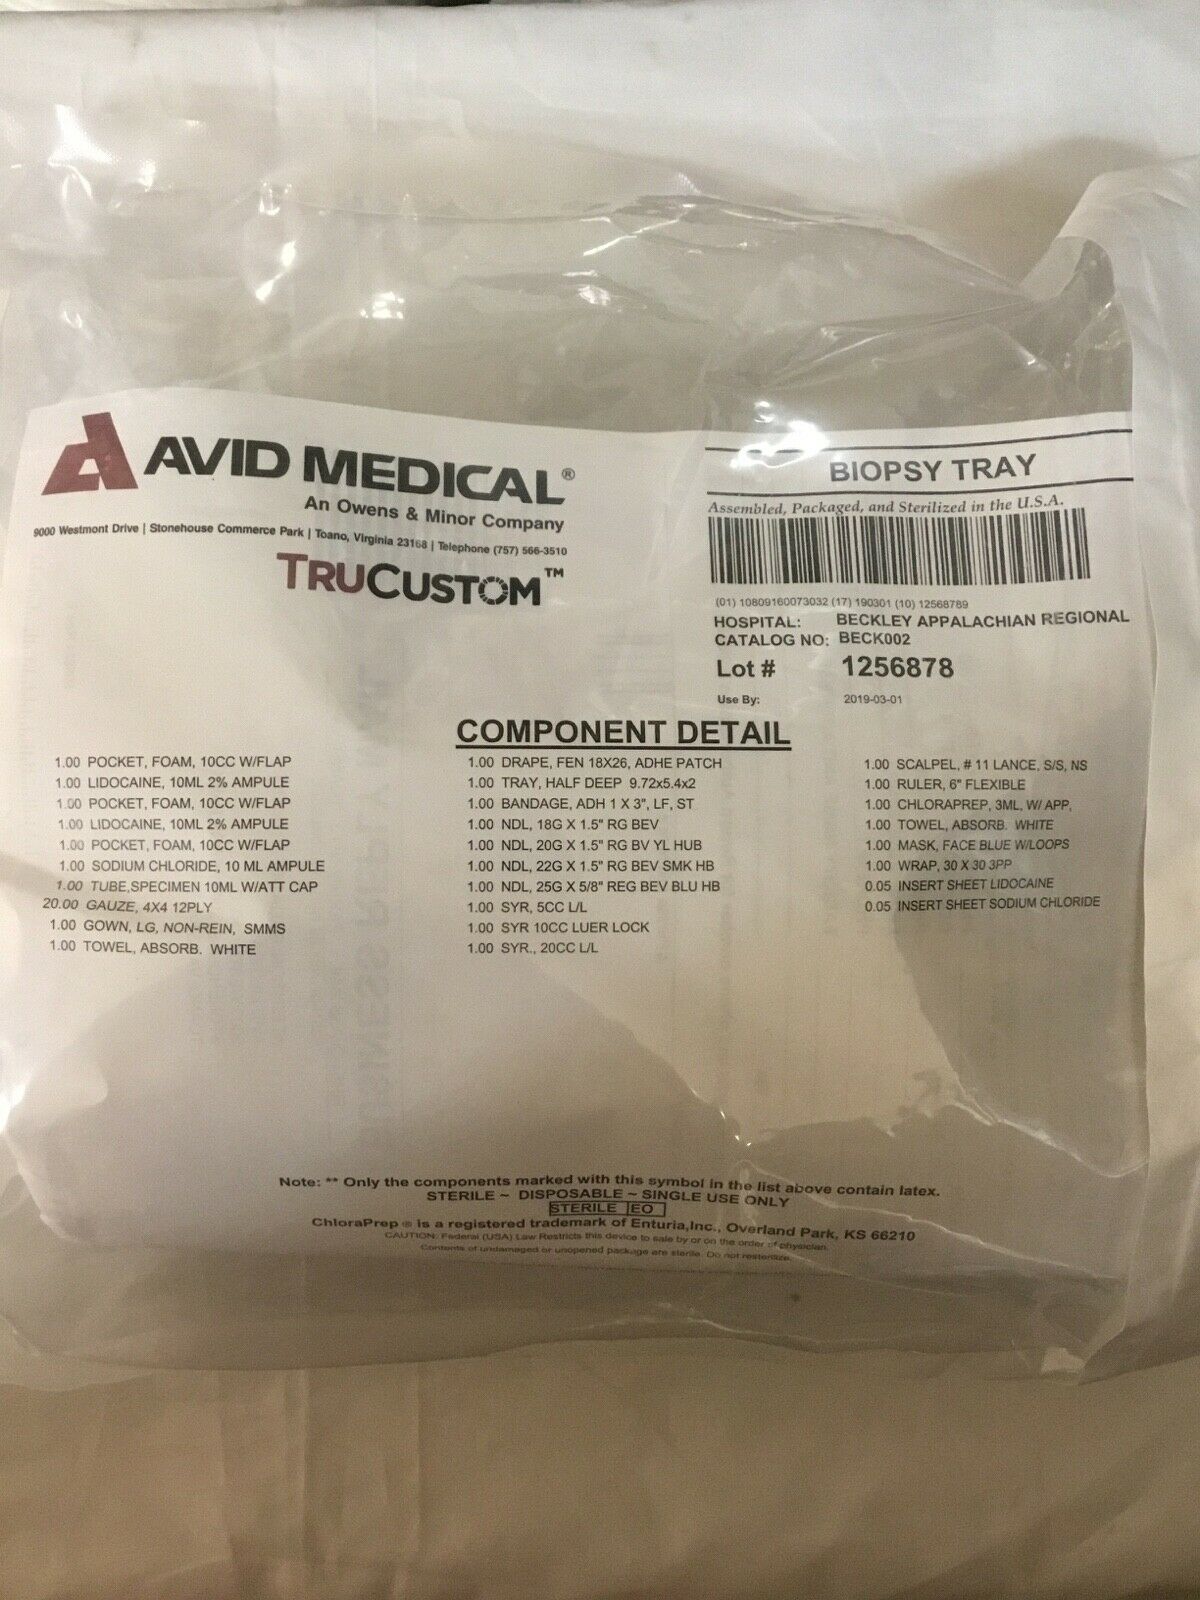 AVID MEDICAL®
An Owens & Minor Company
9000 Westmont Drive | Stonehouse Commerce Park | Toano, Virginia 23168 | Telephone (757) 566-3510
TRUCUSTOM™
BIOPSY TRAY
Assembled, Packaged, and Sterilized in the U.S.A.
(01) 10809160073032 (17) 190301 (10) 12568789
HOSPITAL: BECKLEY APPALACHIAN REGIONAL
CATALOG NO: BECK002
Lot # 1256878
Use By: 2019-03-01
COMPONENT DETAIL
1.00 POCKET, FOAM, 10CC W/FLAP
1.00 LIDOCAINE, 10ML 2% AMPULE
1.00 POCKET, FOAM, 10CC W/FLAP
1.00 LIDOCAINE, 10ML 2% AMPULE
1.00 POCKET, FOAM, 10CC W/FLAP
1.00 SODIUM CHLORIDE, 10 ML AMPULE
1.00 TUBE,SPECIMEN 10ML W/ATT CAP
20.00 GAUZE, 4X4 12PLY
1.00 GOWN, LG, NON-REIN, SMMS
1.00 TOWEL, ABSORB. WHITE
1.00 DRAPE, FEN 18X26, ADHE PATCH
1.00 TRAY, HALF DEEP 9.72x5.4x2
1.00 BANDAGE, ADH 1 X 3", LF, ST
1.00 NDL, 18G X 1.5" RG BEV
1.00 NDL, 20G X 1.5" RG BV YL HUB
1.00 NDL, 22G X 1.5" RG BEV SMK HB
1.00 NDL, 25G X 5/8" REG BEV BLU HB
1.00 SYR, 5CC L/L
1.00 SYR 10CC LUER LOCK
1.00 SYR., 20CC L/L
1.00 SCALPEL, # 11 LANCE, S/S, NS
1.00 RULER, 6" FLEXIBLE
1.00 CHLORAPREP, 3ML, W/ APP,
1.00 TOWEL, ABSORB. WHITE
1.00 MASK, FACE BLUE W/LOOPS
1.00 WRAP, 30 X 30 3PP
0.05 INSERT SHEET LIDOCAINE
0.05 INSERT SHEET SODIUM CHLORIDE
Note: ** Only the components marked with this symbol in the list above contain latex.
STERILE ~ DISPOSABLE ~ SINGLE USE ONLY
STERILE EO
ChloraPrep ® is a registered trademark of Enturia,Inc., Overland Park, KS 66210
CAUTION: Federal (USA) Law Restricts this device to sale by or on the order of physician.
Contents of undamaged or unopened package are sterile. Do not resterilize.